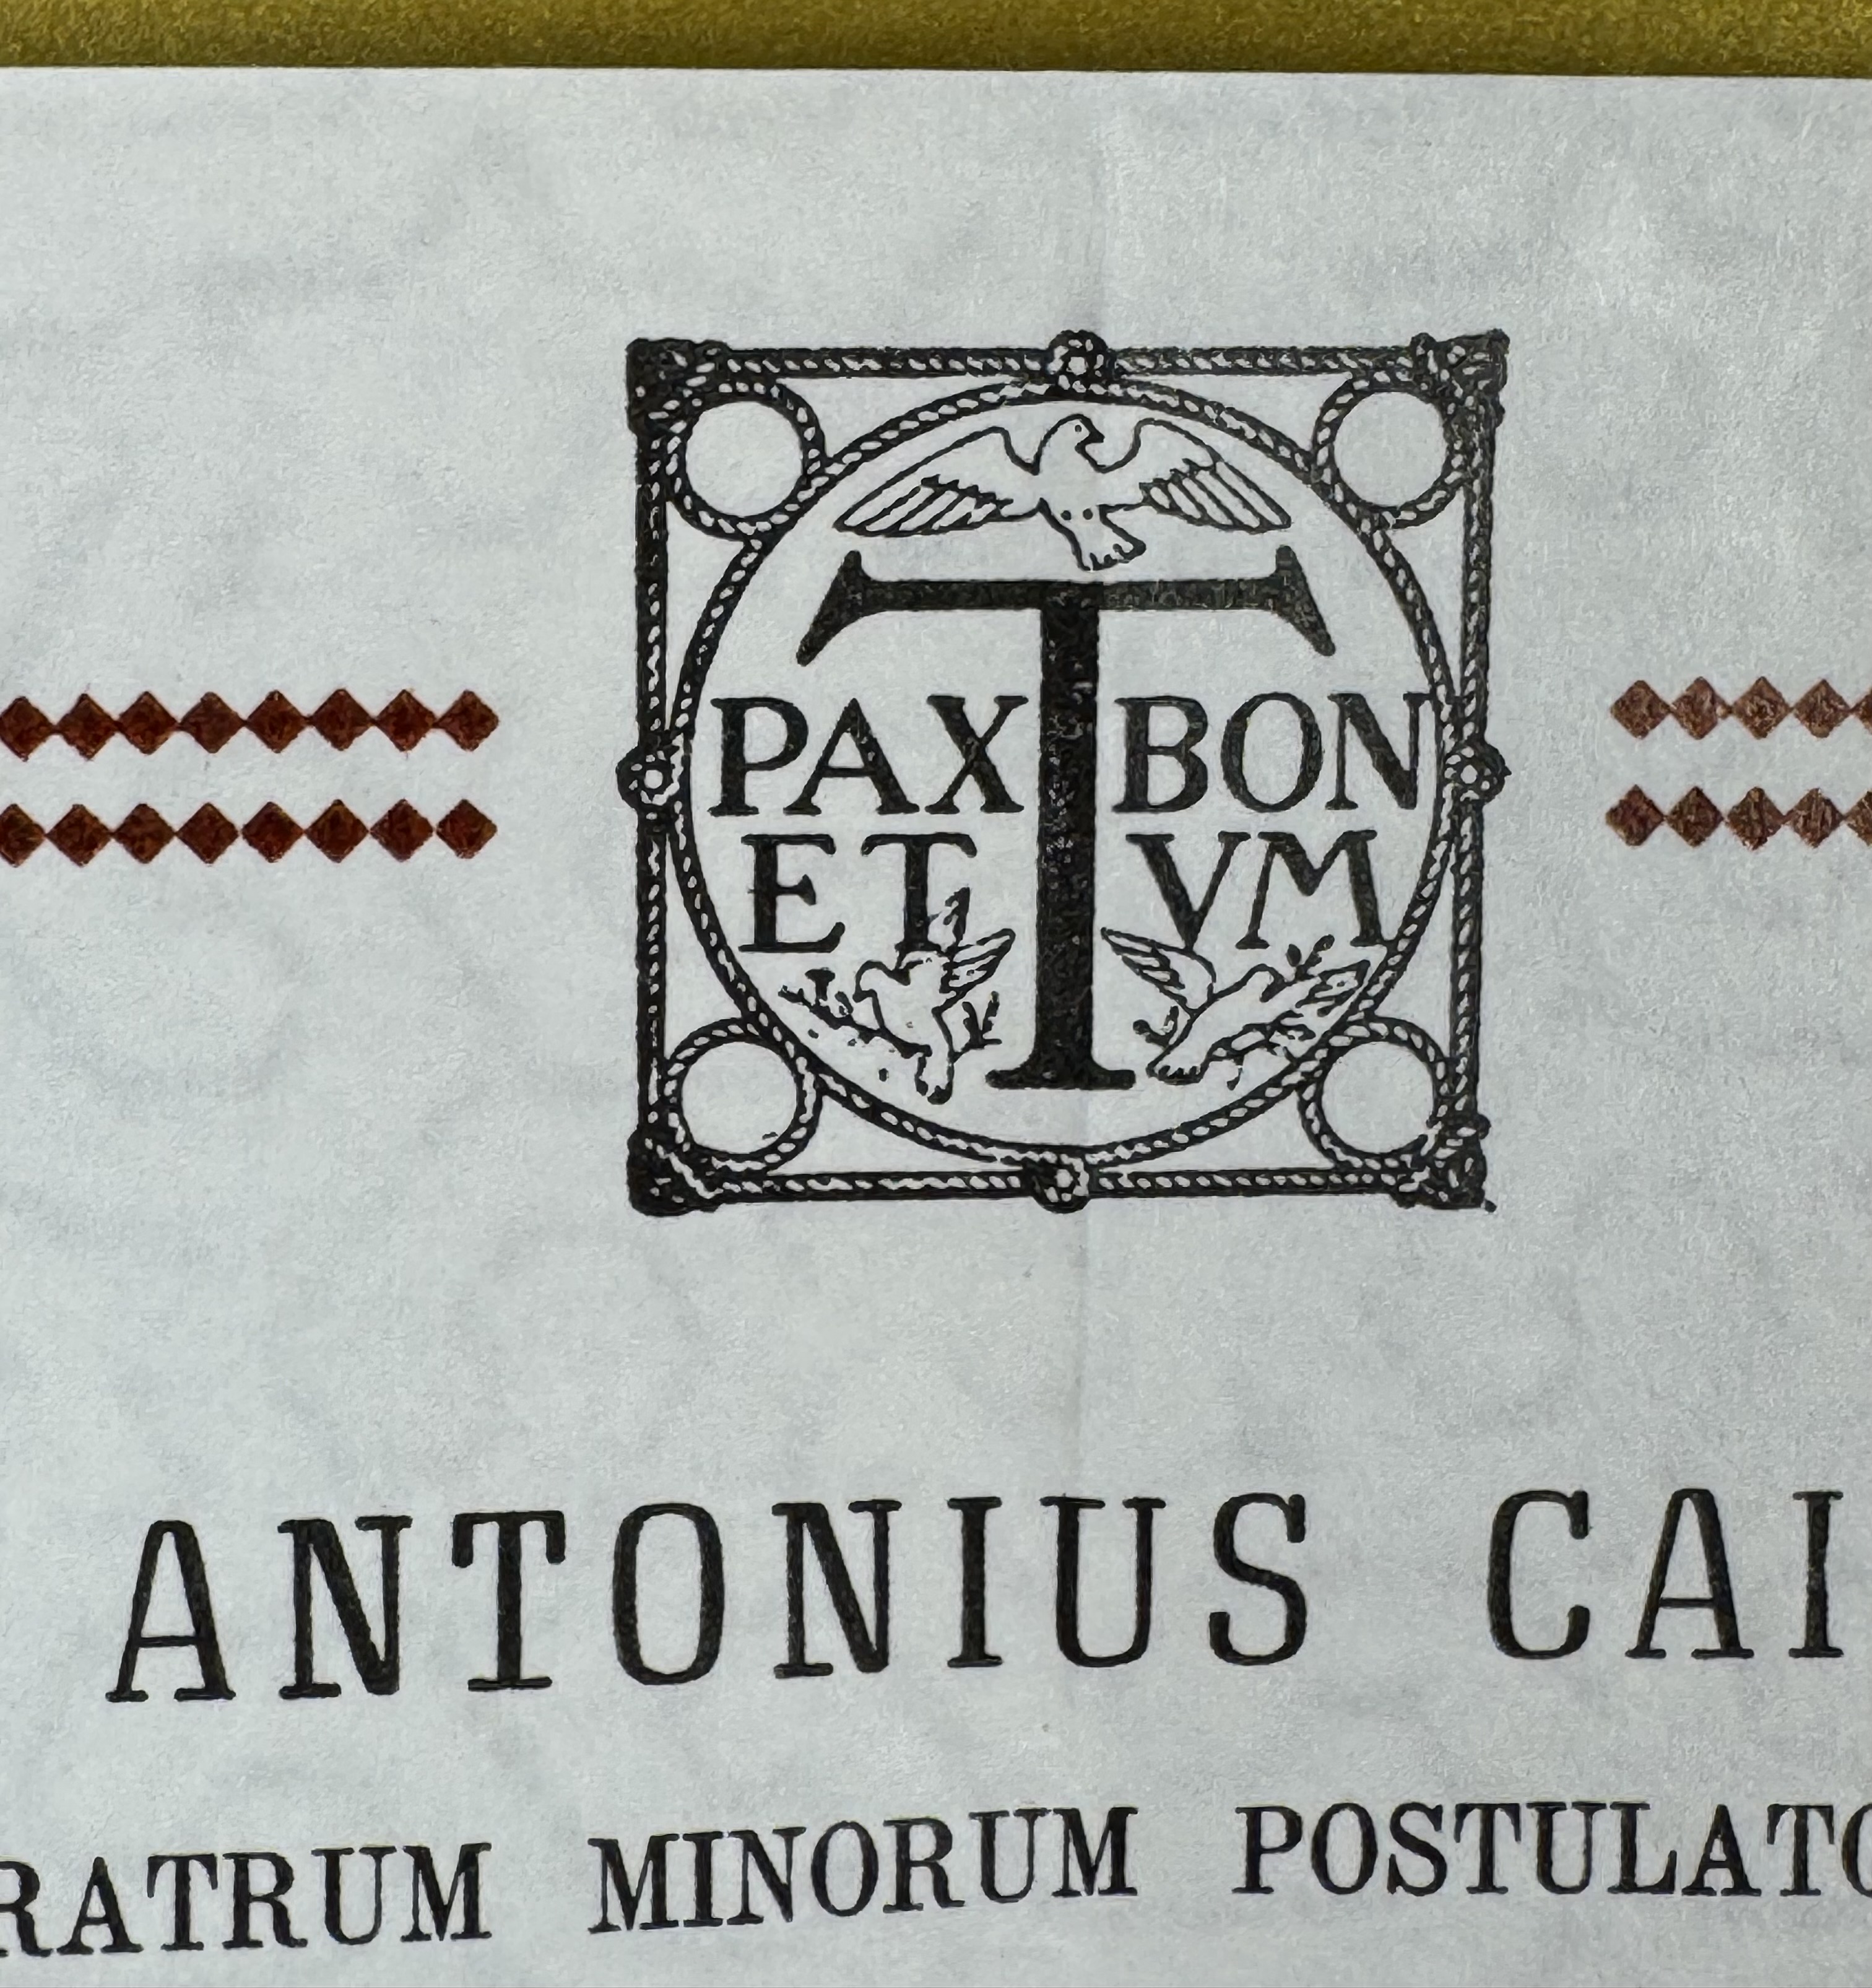 T
PAX BON
ET VM
ANTONIUS CAI
RATRUM MINORUM POSTULATO